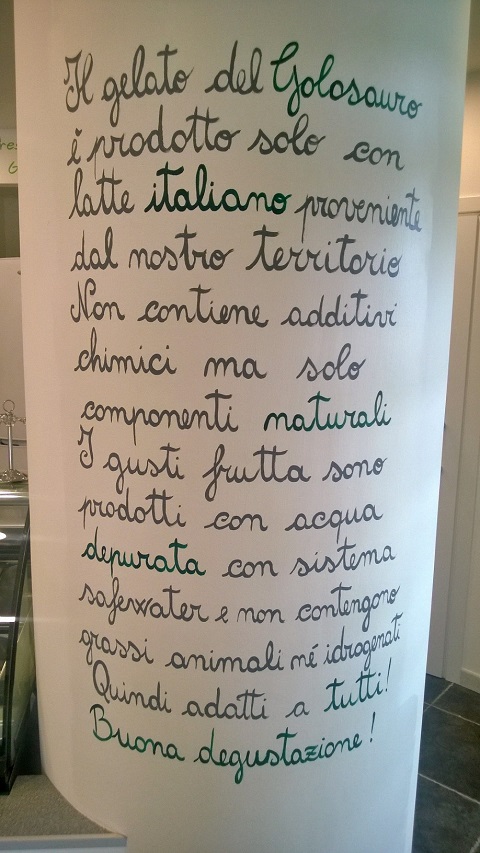 Il gelato del Golosauro
è prodotto solo con
latte italiano proveniente
dal nostro territorio
Non contiene additivi
chimici ma solo
componenti naturali
I gusti frutta sono
prodotti con acqua
depurata con sistema
safewater e non contengono
grassi animali né idrogenati
Quindi adatti a tutti!
Buona degustazione!